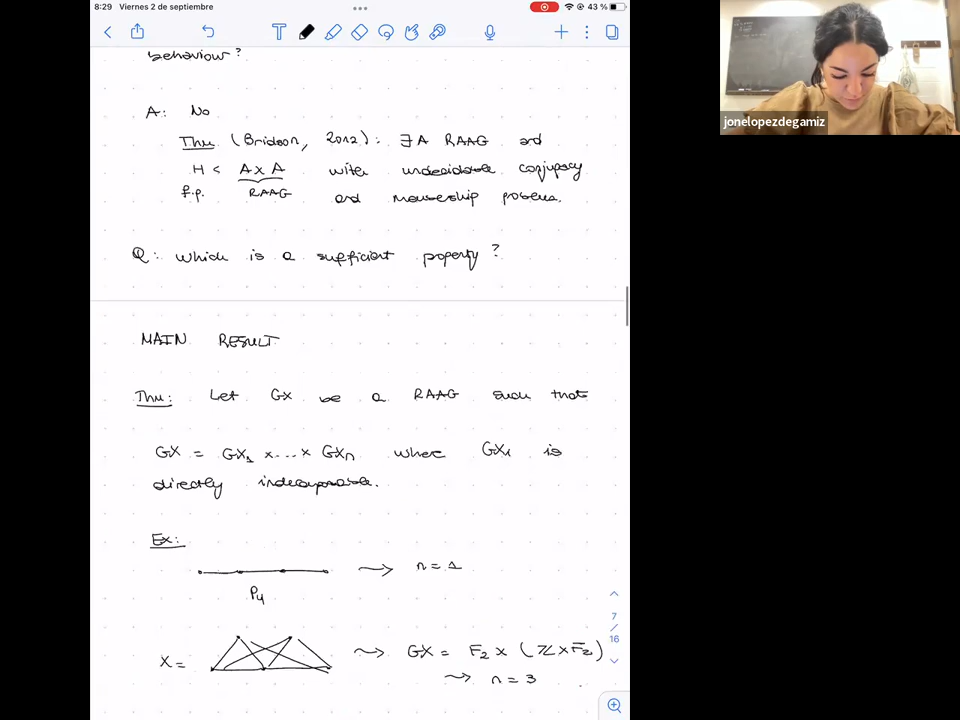 8:29 Viernes 2 de septiembre
43 %
jonelopezdegamiz
behaviour?
A: No
Thm (Bridson, 2012): ∃ A RAAG and
H < A × A with undecidable conjugacy
f.p. RAAG and membership problems.
Q: which is a sufficient property?
MAIN RESULT
Thm: Let GX be a RAAG such that
GX = GX₁ × ... × GXₙ where GXᵢ is
directly indecomposable.
Ex:
⇝ n = 1
P₄
X = ⇝ GX = F₂ × (ℤ × F₂)
⇝ n = 3
7
/
16